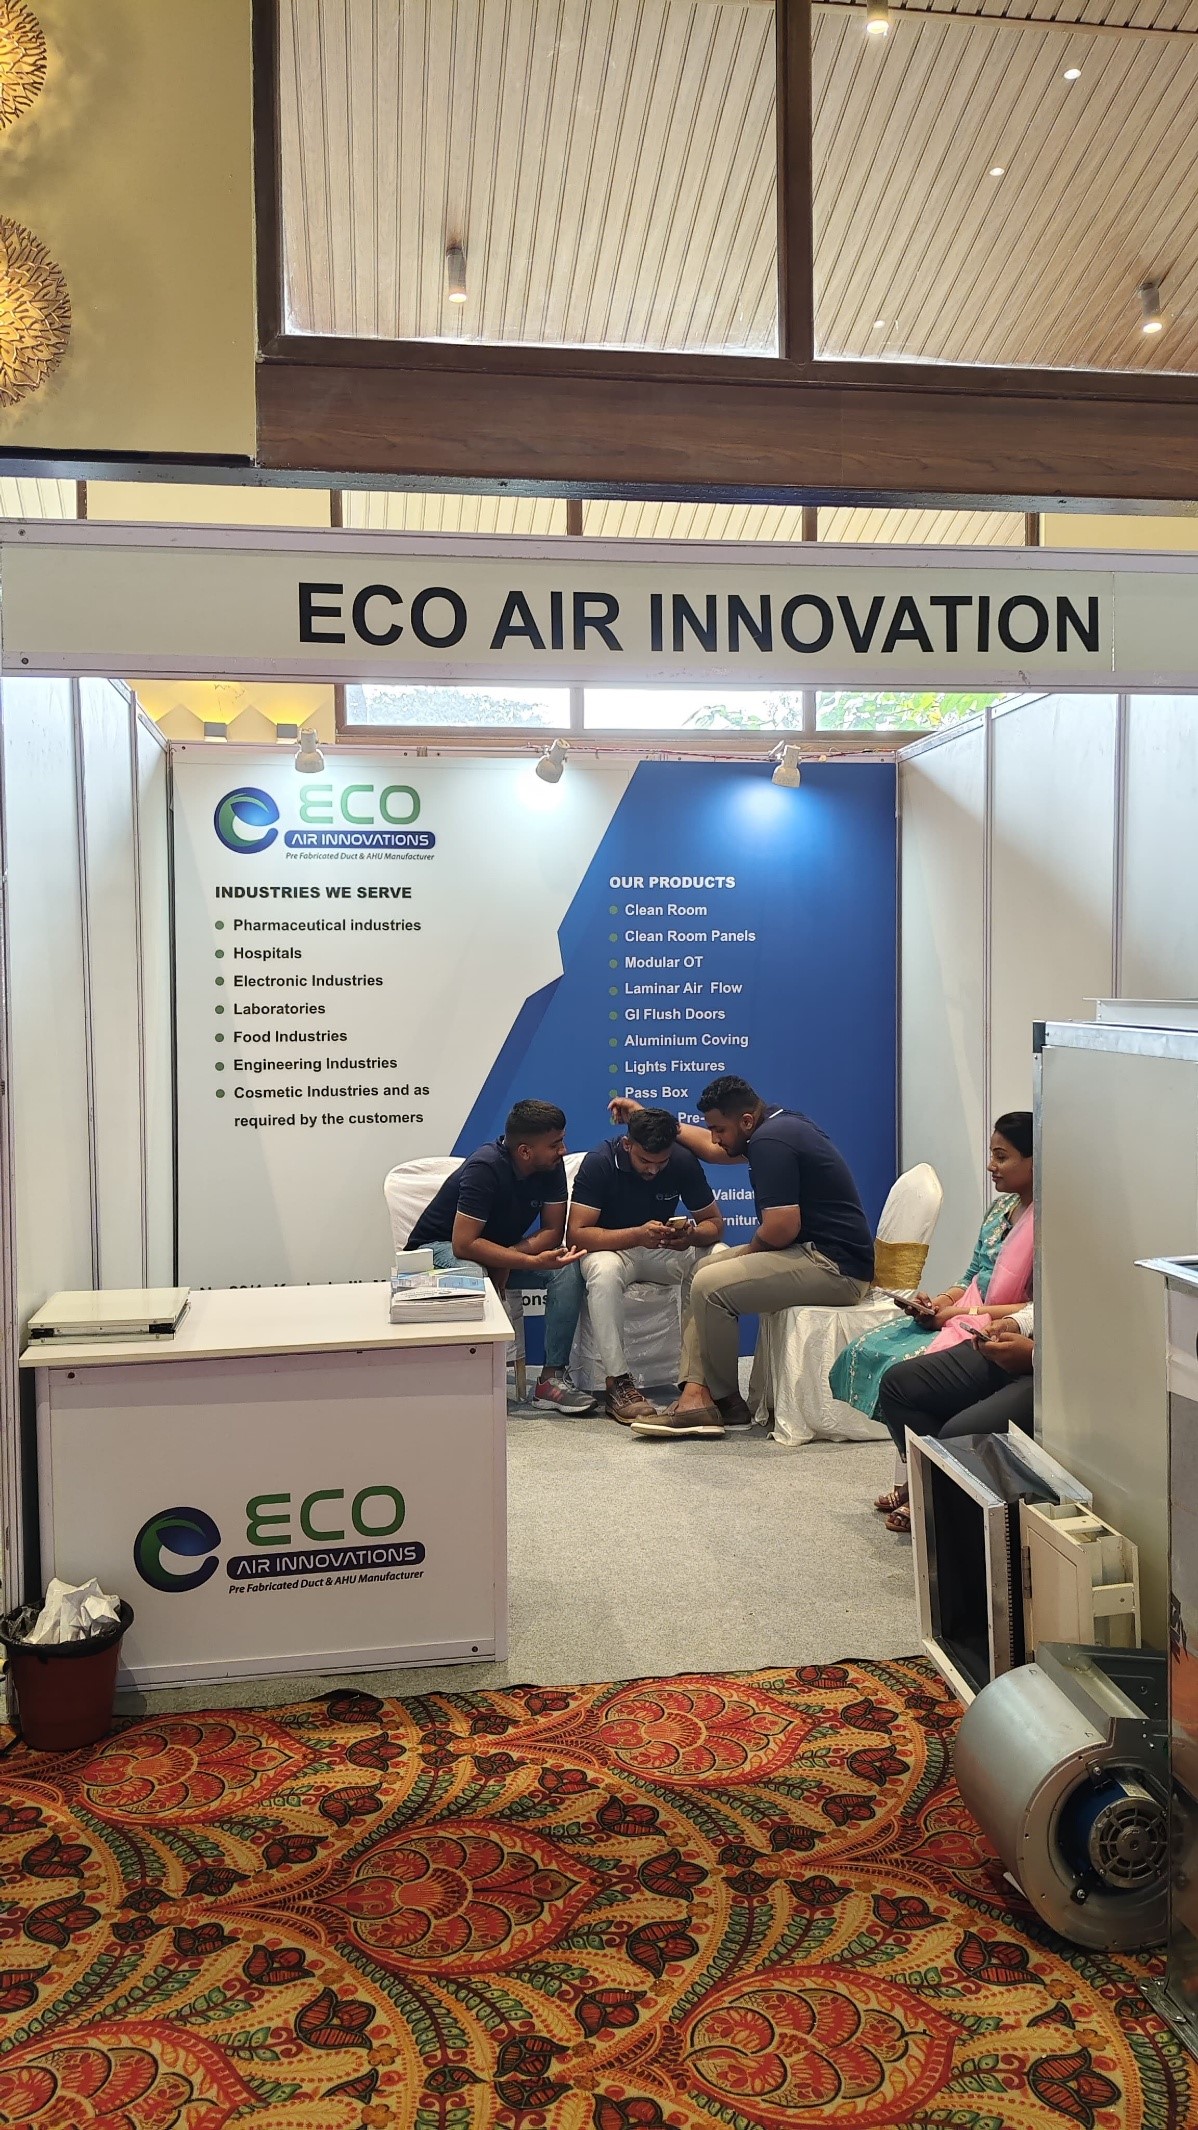 ECO AIR INNOVATION
ECO
AIR INNOVATIONS
Pre Fabricated Duct & AHU Manufacturer
INDUSTRIES WE SERVE
Pharmaceutical industries
Hospitals
Electronic Industries
Laboratories
Food Industries
Engineering Industries
Cosmetic Industries and as
required by the customers
OUR PRODUCTS
Clean Room
Clean Room Panels
Modular OT
Laminar Air Flow
GI Flush Doors
Aluminium Coving
Lights Fixtures
Pass Box
Pre-
ECO
AIR INNOVATIONS
Pre Fabricated Duct & AHU Manufacturer